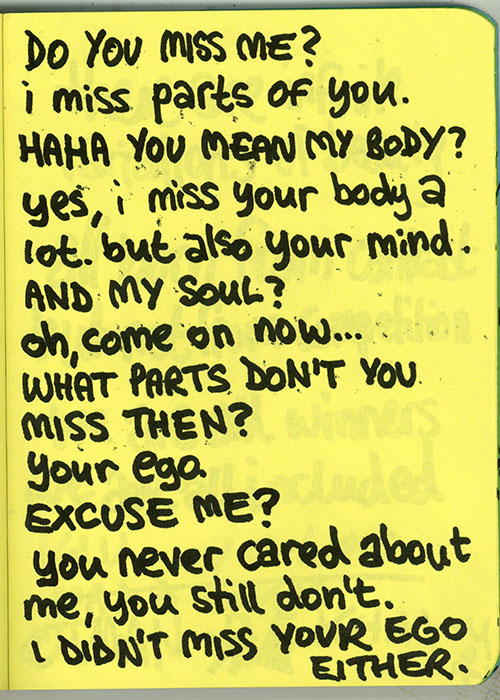 DO YOU MISS ME?
i miss parts of you.
HAHA YOU MEAN MY BODY?
yes, i miss your body a
lot. but also your mind.
AND MY SOUL?
oh, come on now...
WHAT PARTS DON'T YOU
MISS THEN?
your ego.
EXCUSE ME?
you never cared about
me, you still don't.
I DIDN'T MISS YOUR EGO
EITHER.